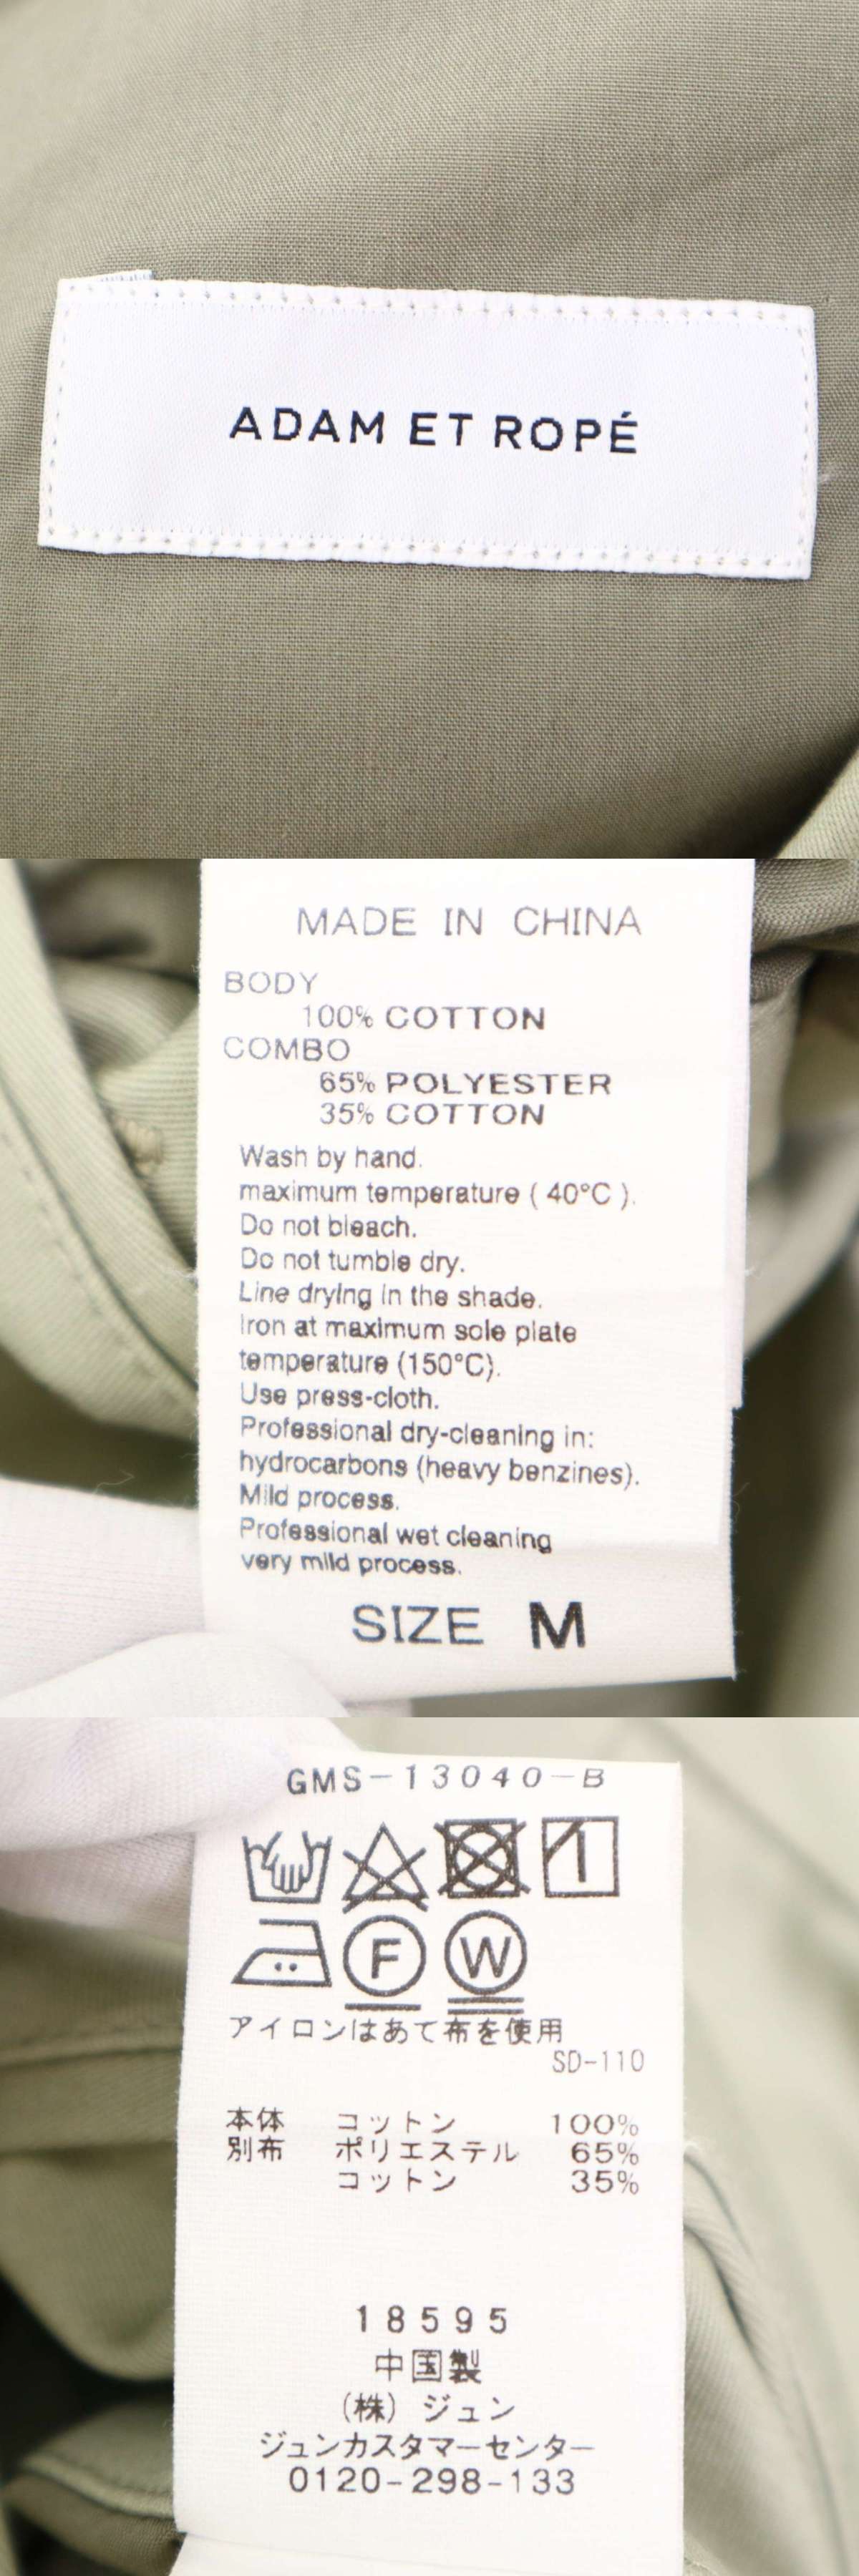 ADAM ET ROPÉ
MADE IN CHINA
BODY
100% COTTON
COMBO
65% POLYESTER
35% COTTON
Wash by hand.
maximum temperature ( 40°C ).
Do not bleach.
Do not tumble dry.
Line drying in the shade.
Iron at maximum sole plate
temperature (150°C).
Use press-cloth.
Professional dry-cleaning in:
hydrocarbons (heavy benzines).
Mild process.
Professional wet cleaning
very mild process.
SIZE M
GMS-13040-B
F W
アイロンはあて布を使用
SD-110
本体 コットン 100%
別布 ポリエステル 65%
コットン 35%
18595
中国製
(株) ジュン
ジュンカスタマーセンター
0120-298-133